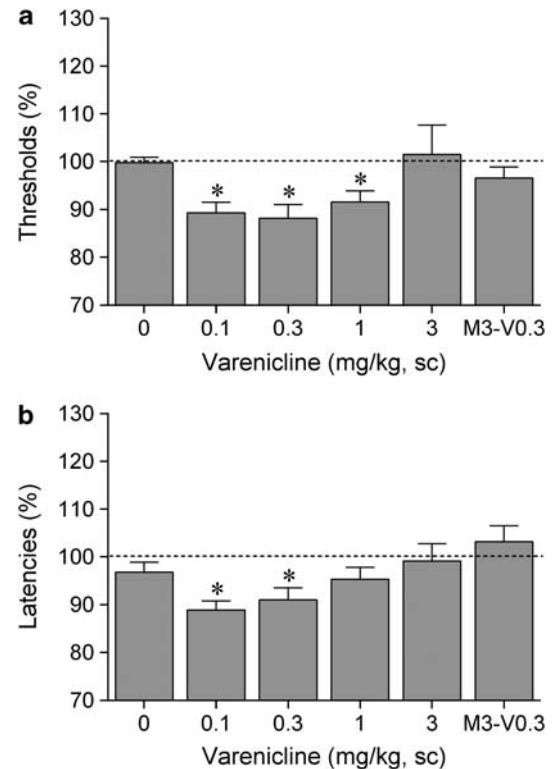 a
130
120
110
100
90
80
70
Thresholds (%)
* * *
0 0.1 0.3 1 3 M3-V0.3
Varenicline (mg/kg, sc)
b
130
120
110
100
90
80
70
Latencies (%)
* *
0 0.1 0.3 1 3 M3-V0.3
Varenicline (mg/kg, sc)